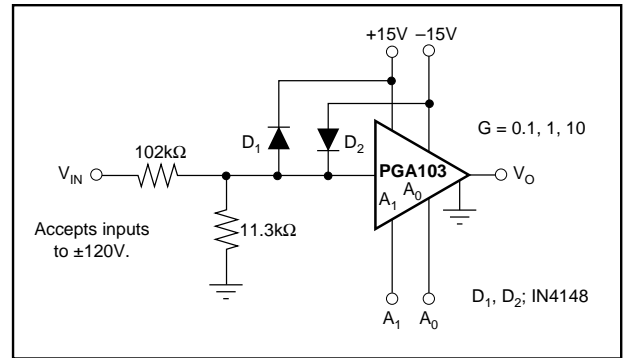 +15V
–15V
102kΩ
D1
D2
G = 0.1, 1, 10
VIN
PGA103
A1
A0
VO
Accepts inputs
to ±120V.
11.3kΩ
D1, D2; IN4148
A1
A0